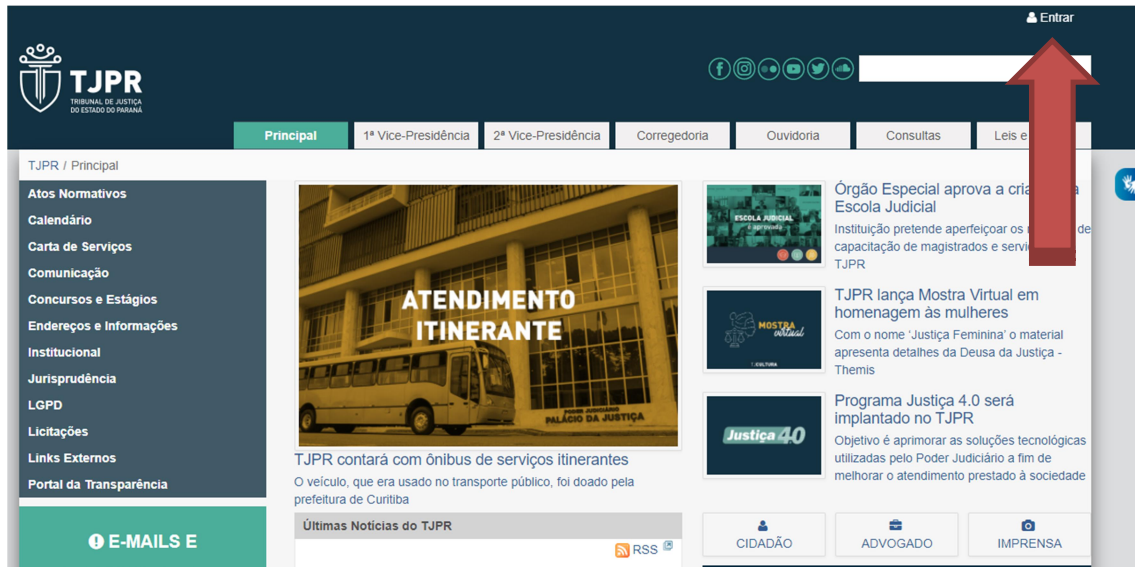 Entrar
TJPR
TRIBUNAL DE JUSTIÇA
DO ESTADO DO PARANÁ
Principal
1ª Vice-Presidência
2ª Vice-Presidência
Corregedoria
Ouvidoria
Consultas
Leis e
TJPR / Principal
Atos Normativos
Calendário
Carta de Serviços
Comunicação
Concursos e Estágios
Endereços e Informações
Institucional
Jurisprudência
LGPD
Licitações
Links Externos
Portal da Transparência
E-MAILS E
ATENDIMENTO
ITINERANTE
PODER JUDICIÁRIO
PALÁCIO DA JUSTIÇA
TJPR contará com ônibus de serviços itinerantes
O veículo, que era usado no transporte público, foi doado pela
prefeitura de Curitiba
Últimas Notícias do TJPR
RSS
ESCOLA JUDICIAL
é aprovada
Órgão Especial aprova a cria a
Escola Judicial
Instituição pretende aperfeiçoar os de
capacitação de magistrados e servi
TJPR
MOSTRA
virtual
TJCULTURA
TJPR lança Mostra Virtual em
homenagem às mulheres
Com o nome ‘Justiça Feminina’ o material
apresenta detalhes da Deusa da Justiça -
Themis
Justiça 4.0
Programa Justiça 4.0 será
implantado no TJPR
Objetivo é aprimorar as soluções tecnológicas
utilizadas pelo Poder Judiciário a fim de
melhorar o atendimento prestado à sociedade
CIDADÃO
ADVOGADO
IMPRENSA